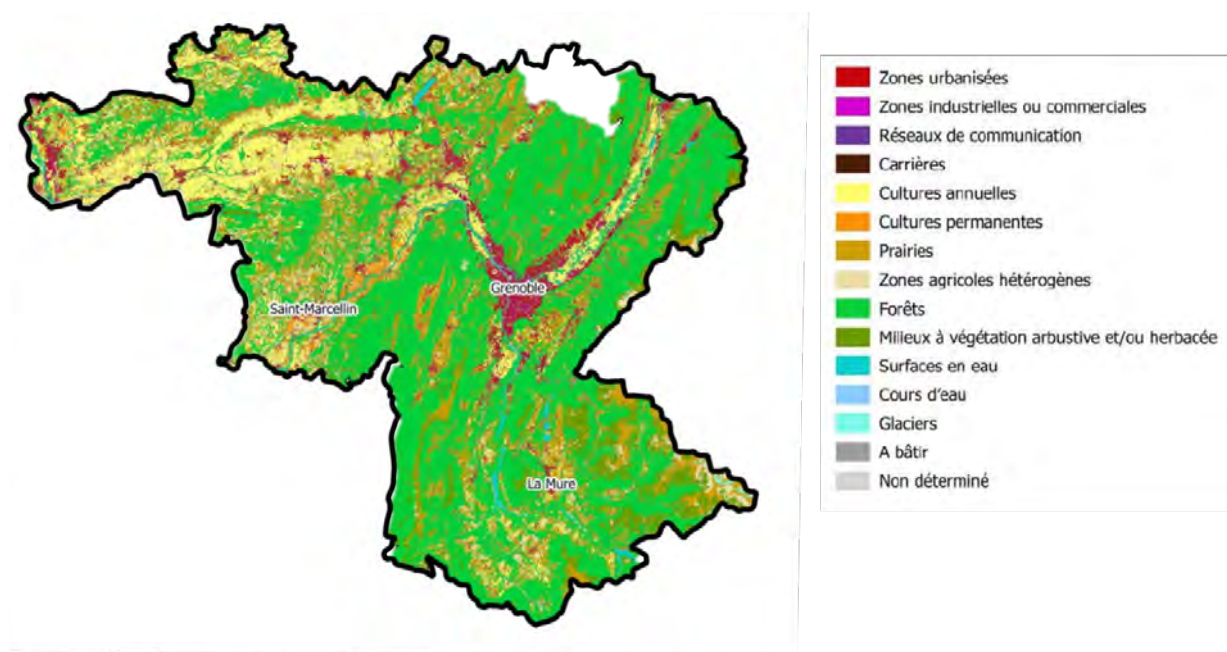 Grenoble
Saint-Marcellin
La Mure
Zones urbanisées
Zones industrielles ou commerciales
Réseaux de communication
Carrières
Cultures annuelles
Cultures permanentes
Prairies
Zones agricoles hétérogènes
Forêts
Milieux à végétation arbustive et/ou herbacée
Surfaces en eau
Cours d'eau
Glaciers
A bâtir
Non déterminé